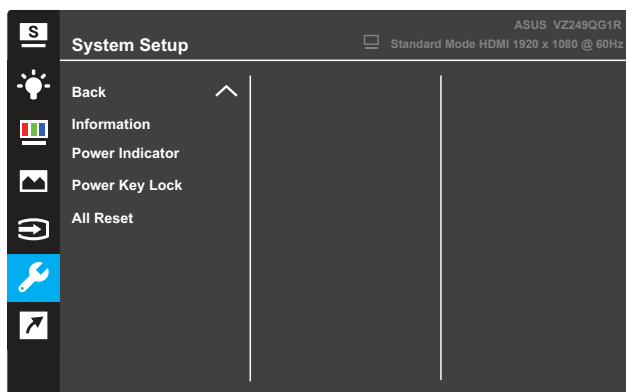 S
ASUS VZ249QG1R
System Setup
Standard Mode HDMI 1920 x 1080 @ 60Hz
Back
Information
Power Indicator
Power Key Lock
All Reset